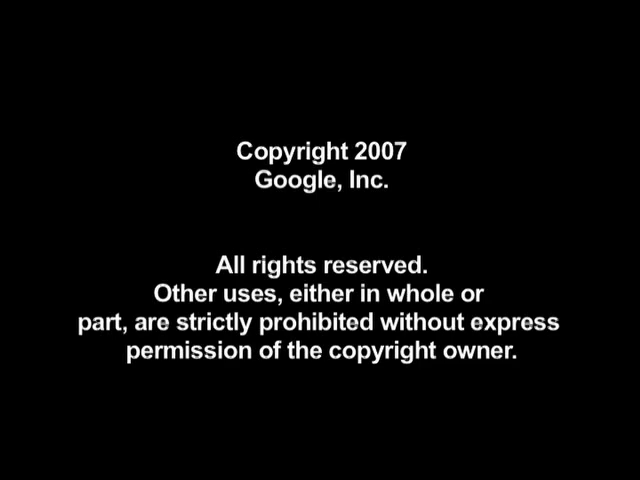 Copyright 2007
Google, Inc.
All rights reserved.
Other uses, either in whole or
part, are strictly prohibited without express
permission of the copyright owner.